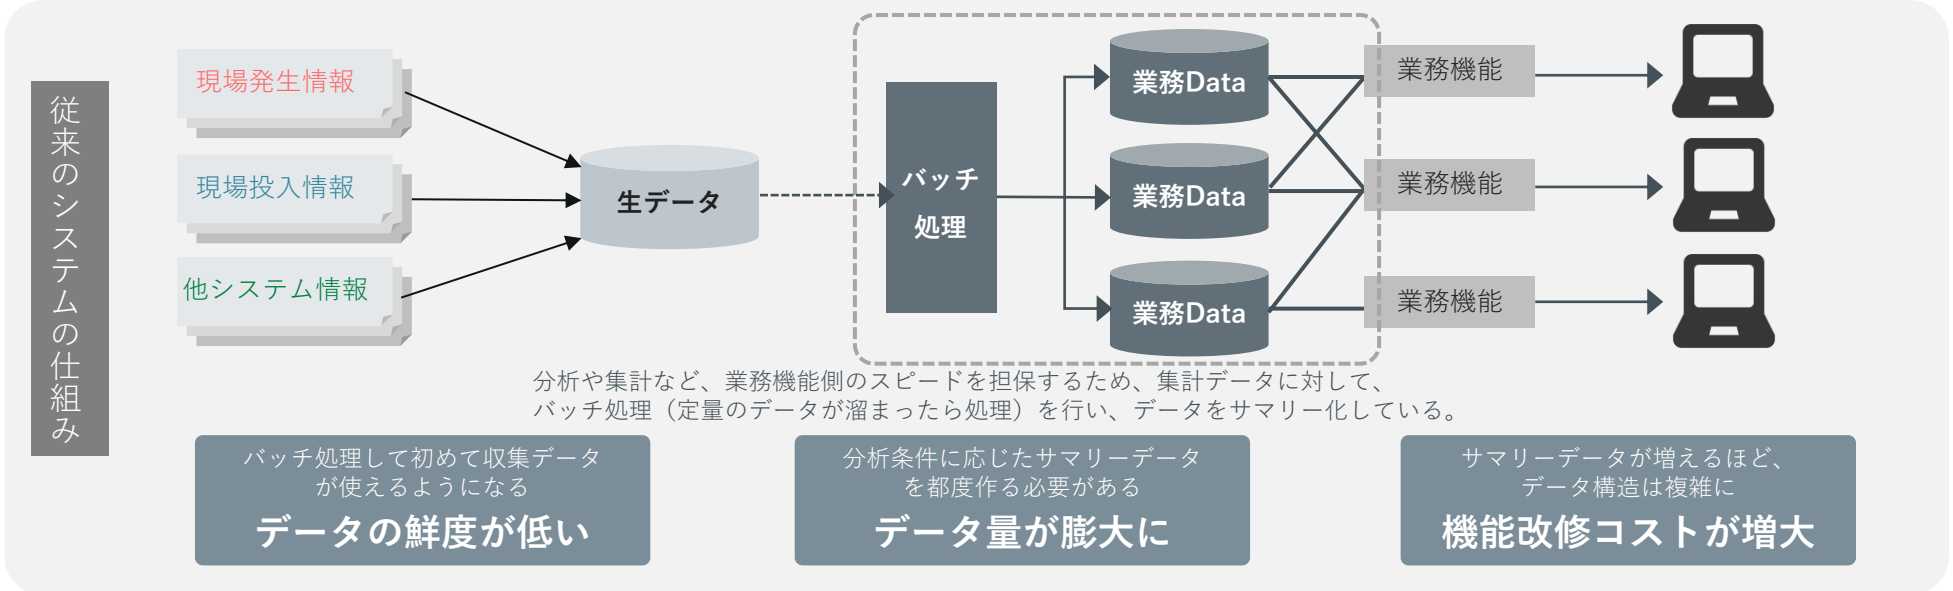 従来のシステムの仕組み
現場発生情報
現場投入情報
他システム情報
生データ
バッチ
処理
業務Data
業務Data
業務Data
業務機能
業務機能
業務機能
分析や集計など、業務機能側のスピードを担保するため、集計データに対して、
バッチ処理（定量のデータが溜まったら処理）を行い、データをサマリー化している。
バッチ処理して初めて収集データ
が使えるようになる
データの鮮度が低い
分析条件に応じたサマリーデータ
を都度作る必要がある
データ量が膨大に
サマリーデータが増えるほど、
データ構造は複雑に
機能改修コストが増大